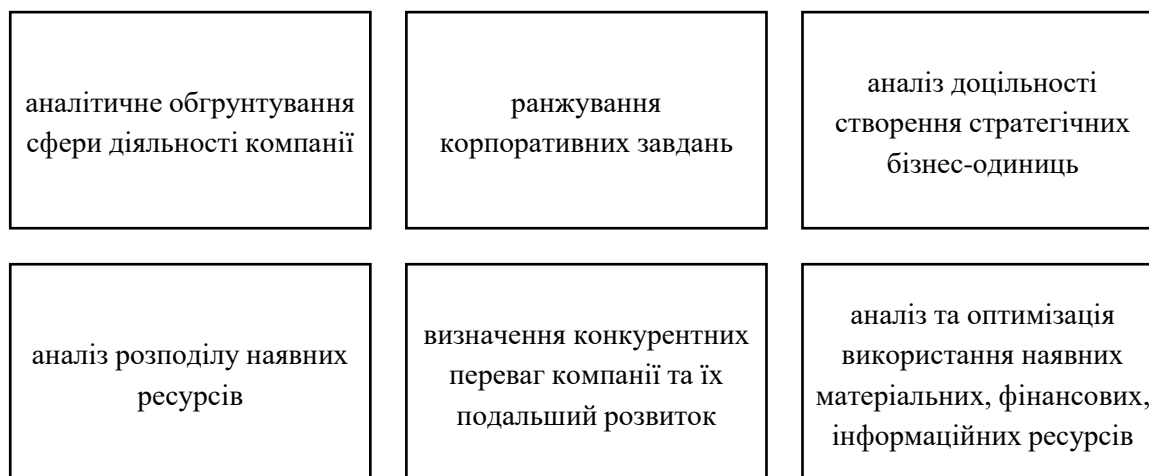 аналітичне обгрунтування
сфери діяльності компанії
ранжування
корпоративних завдань
аналіз доцільності
створення стратегічних
бізнес-одиниць
аналіз розподілу наявних
ресурсів
визначення конкурентних
переваг компанії та їх
подальший розвиток
аналіз та оптимізація
використання наявних
матеріальних, фінансових,
інформаційних ресурсів